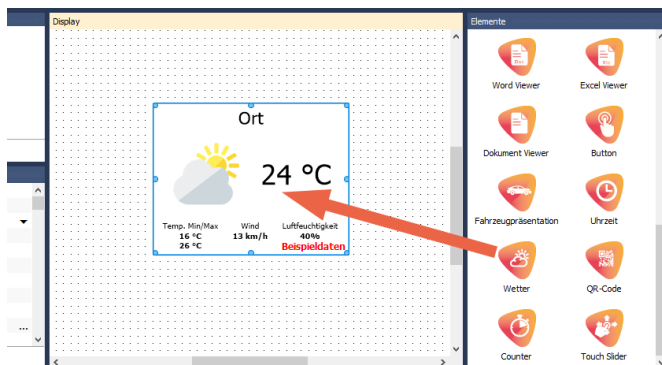 Display
Elemente
Word Viewer
Excel Viewer
Dokument Viewer
Button
Fahrzeugpräsentation
Uhrzeit
Wetter
QR-Code
Counter
Touch Slider
Ort
24 °C
Temp. Min/Max Wind Luftfeuchtigkeit
16 °C 13 km/h 40%
26 °C Beispieldaten
...